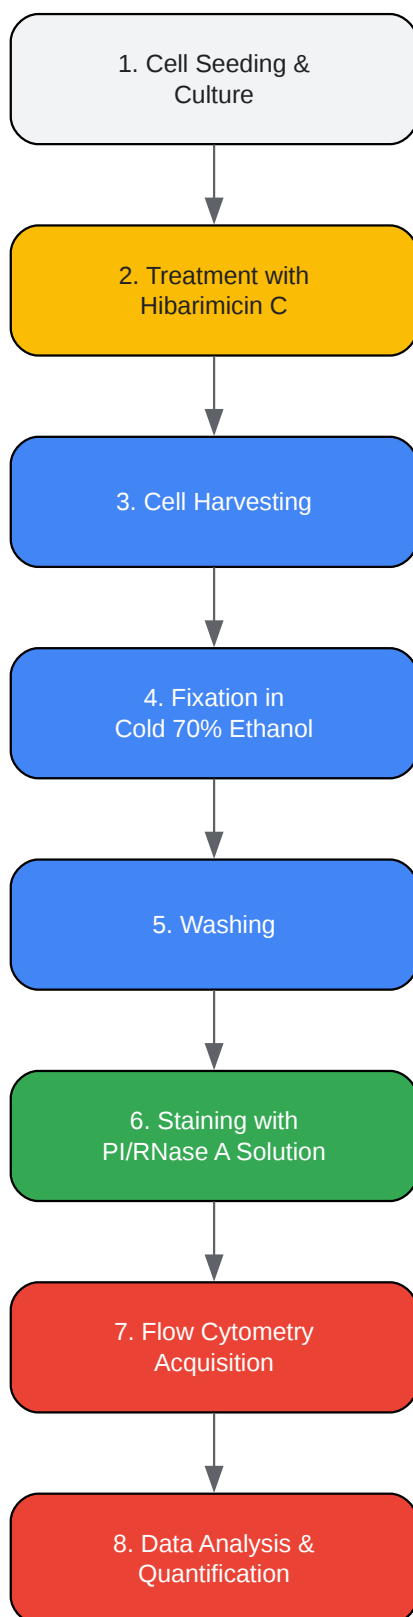 1. Cell Seeding &
Culture
2. Treatment with
Hibarimicin C
3. Cell Harvesting
4. Fixation in
Cold 70% Ethanol
5. Washing
6. Staining with
PI/RNase A Solution
7. Flow Cytometry
Acquisition
8. Data Analysis &
Quantification